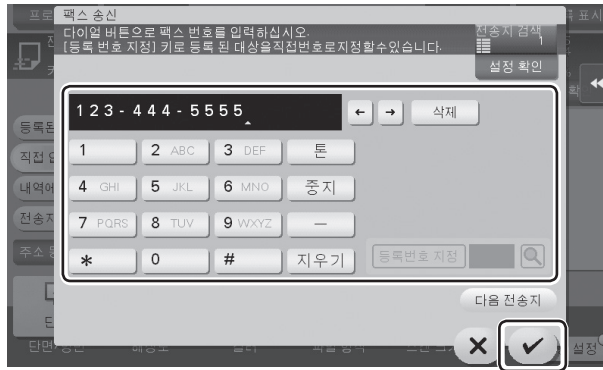 프로
팩스 송신
표시
다이얼 버튼으로 팩스 번호를 입력하십시오.
[등록 번호 지정] 키로 등록 된 대상을직접번호로지정할수있습니다.
전송지 검색
1
설정 확인
123-444-5555
← → 삭제
등록된
1 2 ABC 3 DEF 톤
직접
내역에
4 GHI 5 JKL 6 MNO 중지
전송지
7 PQRS 8 TUV 9 WXYZ —
주소
* 0 # 지우기 등록번호 지정
다음 전송지
단면
설정